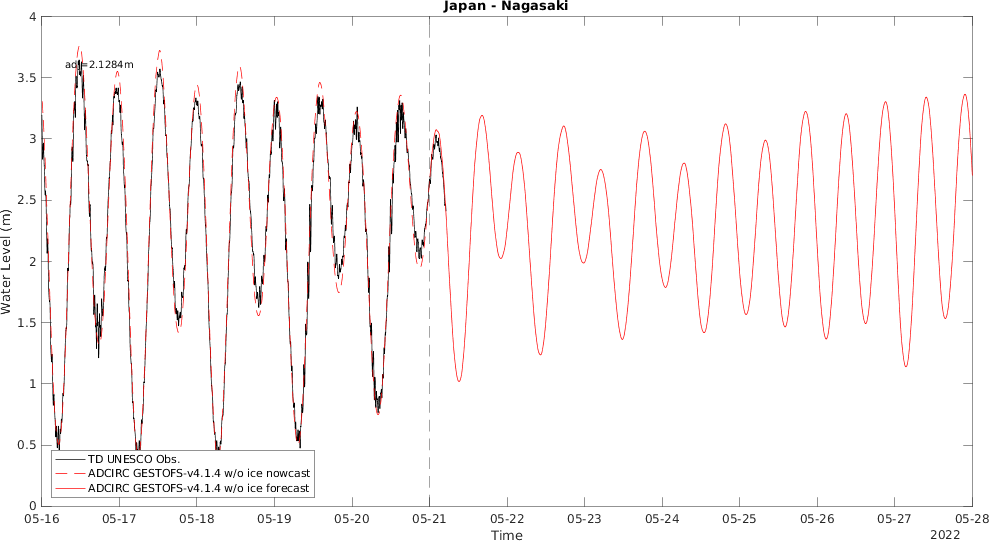 Japan - Nagasaki
4
3.5
3
2.5
2
1.5
1
0.5
0
Water Level (m)
adj=2.1284m
TD UNESCO Obs.
ADCIRC GESTOFS-v4.1.4 w/o ice nowcast
ADCIRC GESTOFS-v4.1.4 w/o ice forecast
05-16 05-17 05-18 05-19 05-20 05-21 05-22 05-23 05-24 05-25 05-26 05-27 05-28
Time
2022